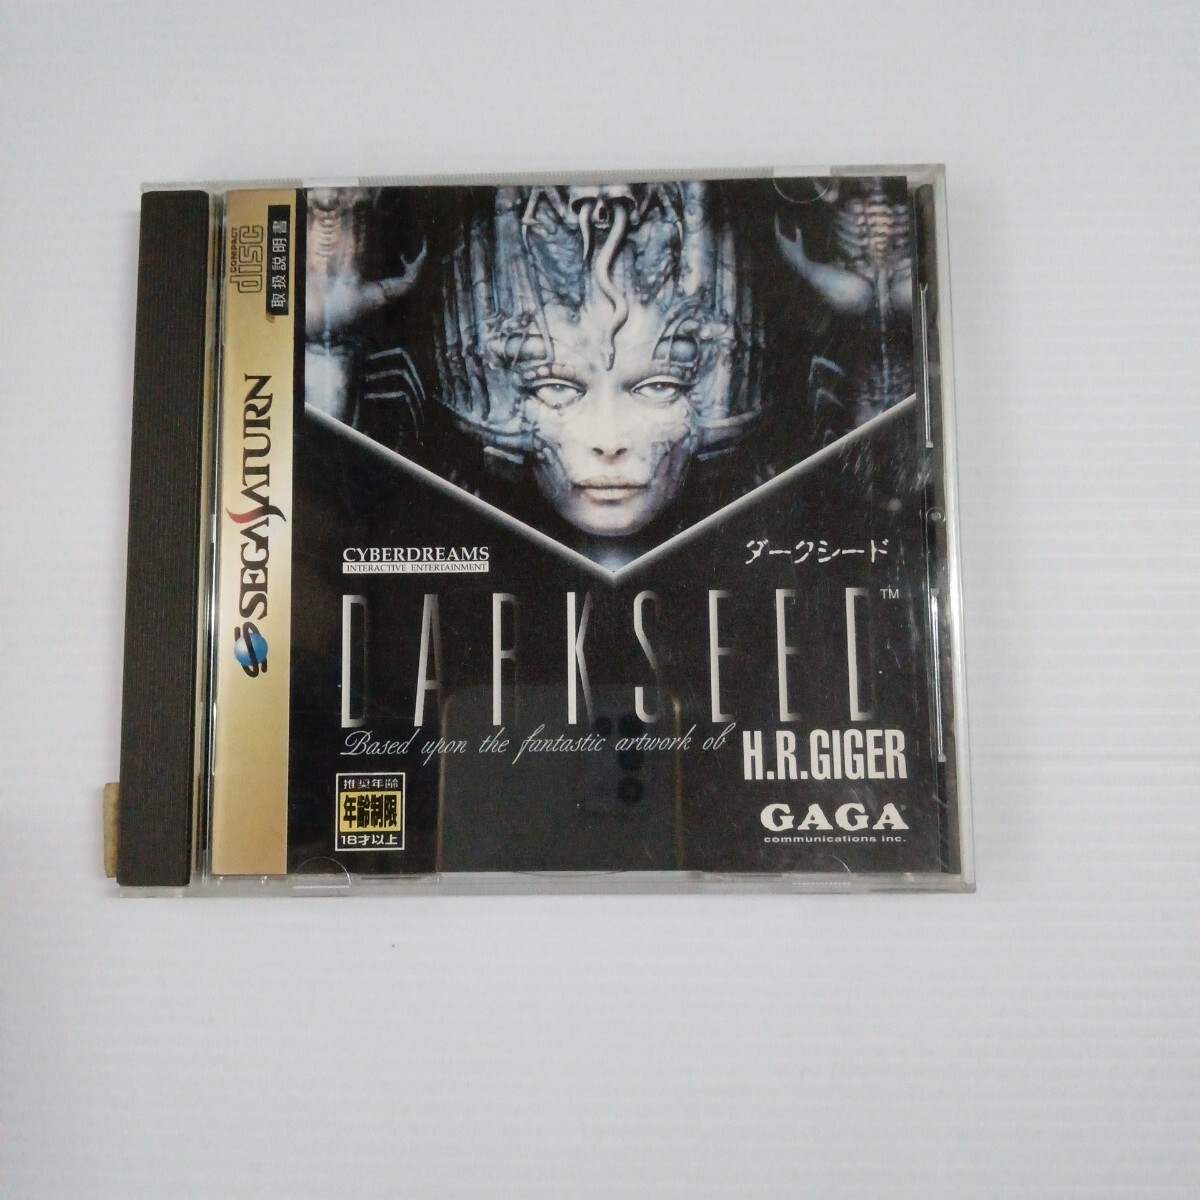 COMPACT
disc
取扱説明書
SEGA SATURN
CYBERDREAMS
INTERACTIVE ENTERTAINMENT
ダークシード
DARKSEED™
Based upon the fantastic artwork of
H.R.GIGER
推奨年齢
年齢制限
18才以上
GAGA
communications inc.